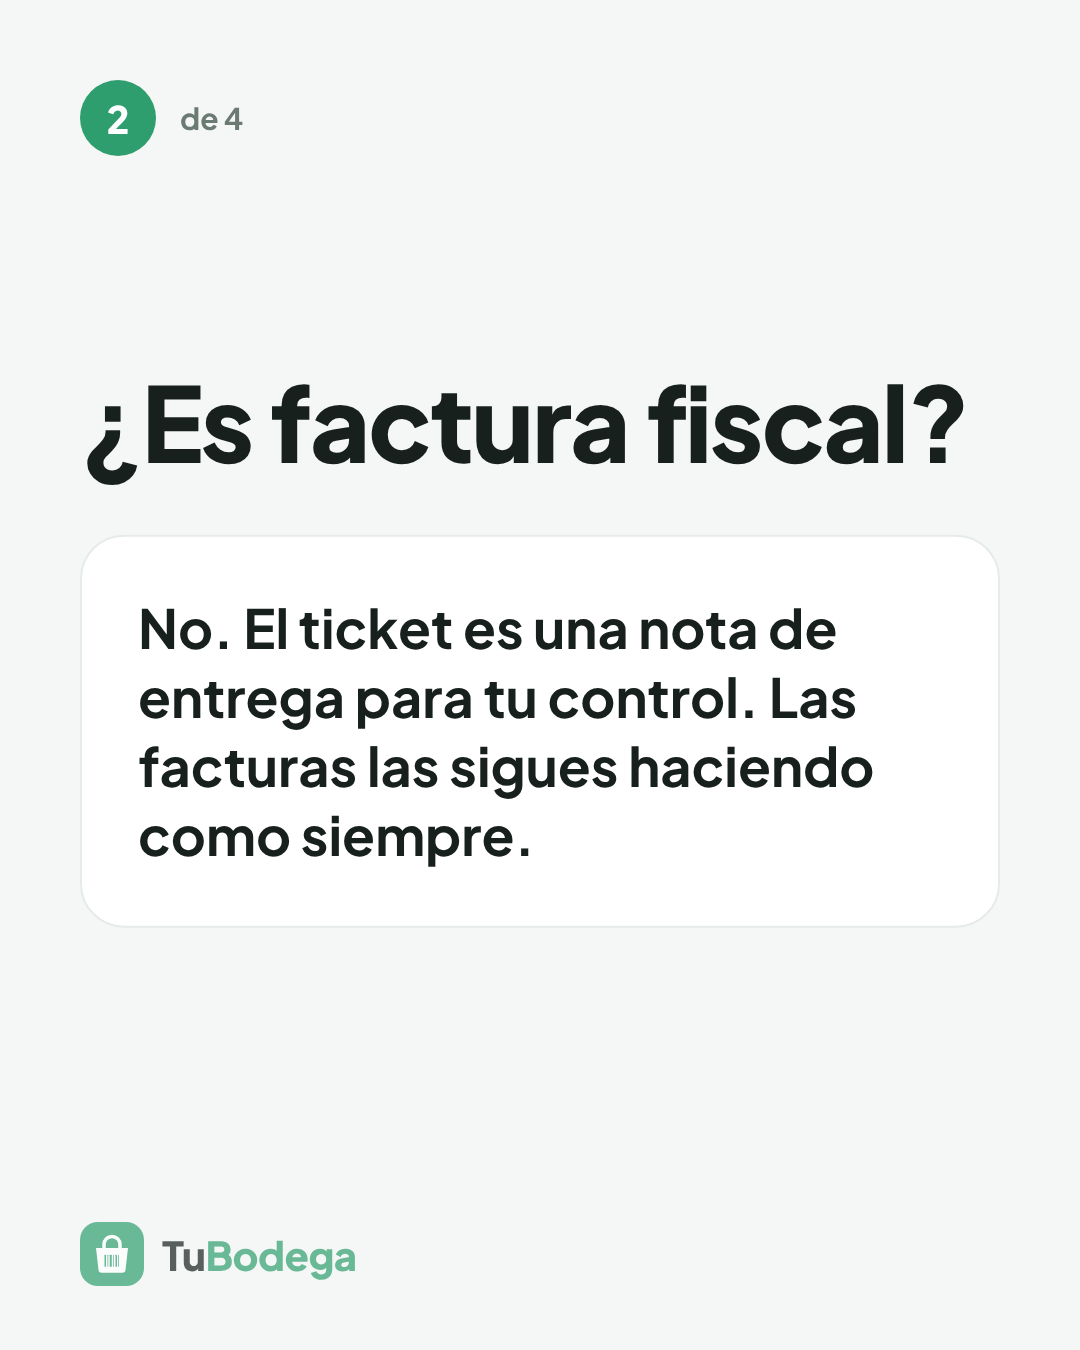 2 de 4
¿Es factura fiscal?
No. El ticket es una nota de
entrega para tu control. Las
facturas las sigues haciendo
como siempre.
TuBodega